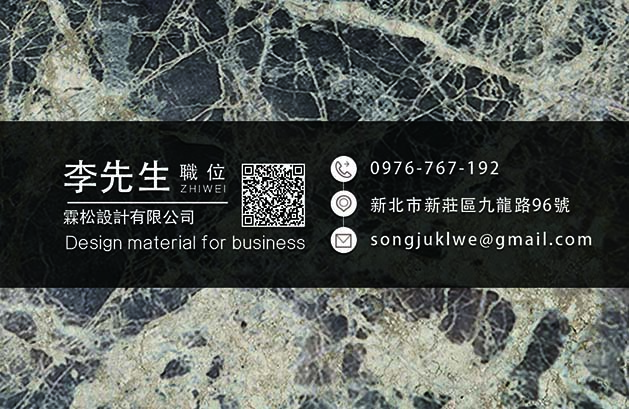 李先生 職位
ZHIWEI
霖松設計有限公司
Design material for business
0976-767-192
新北市新莊區九龍路96號
songjuklwe@gmail.com